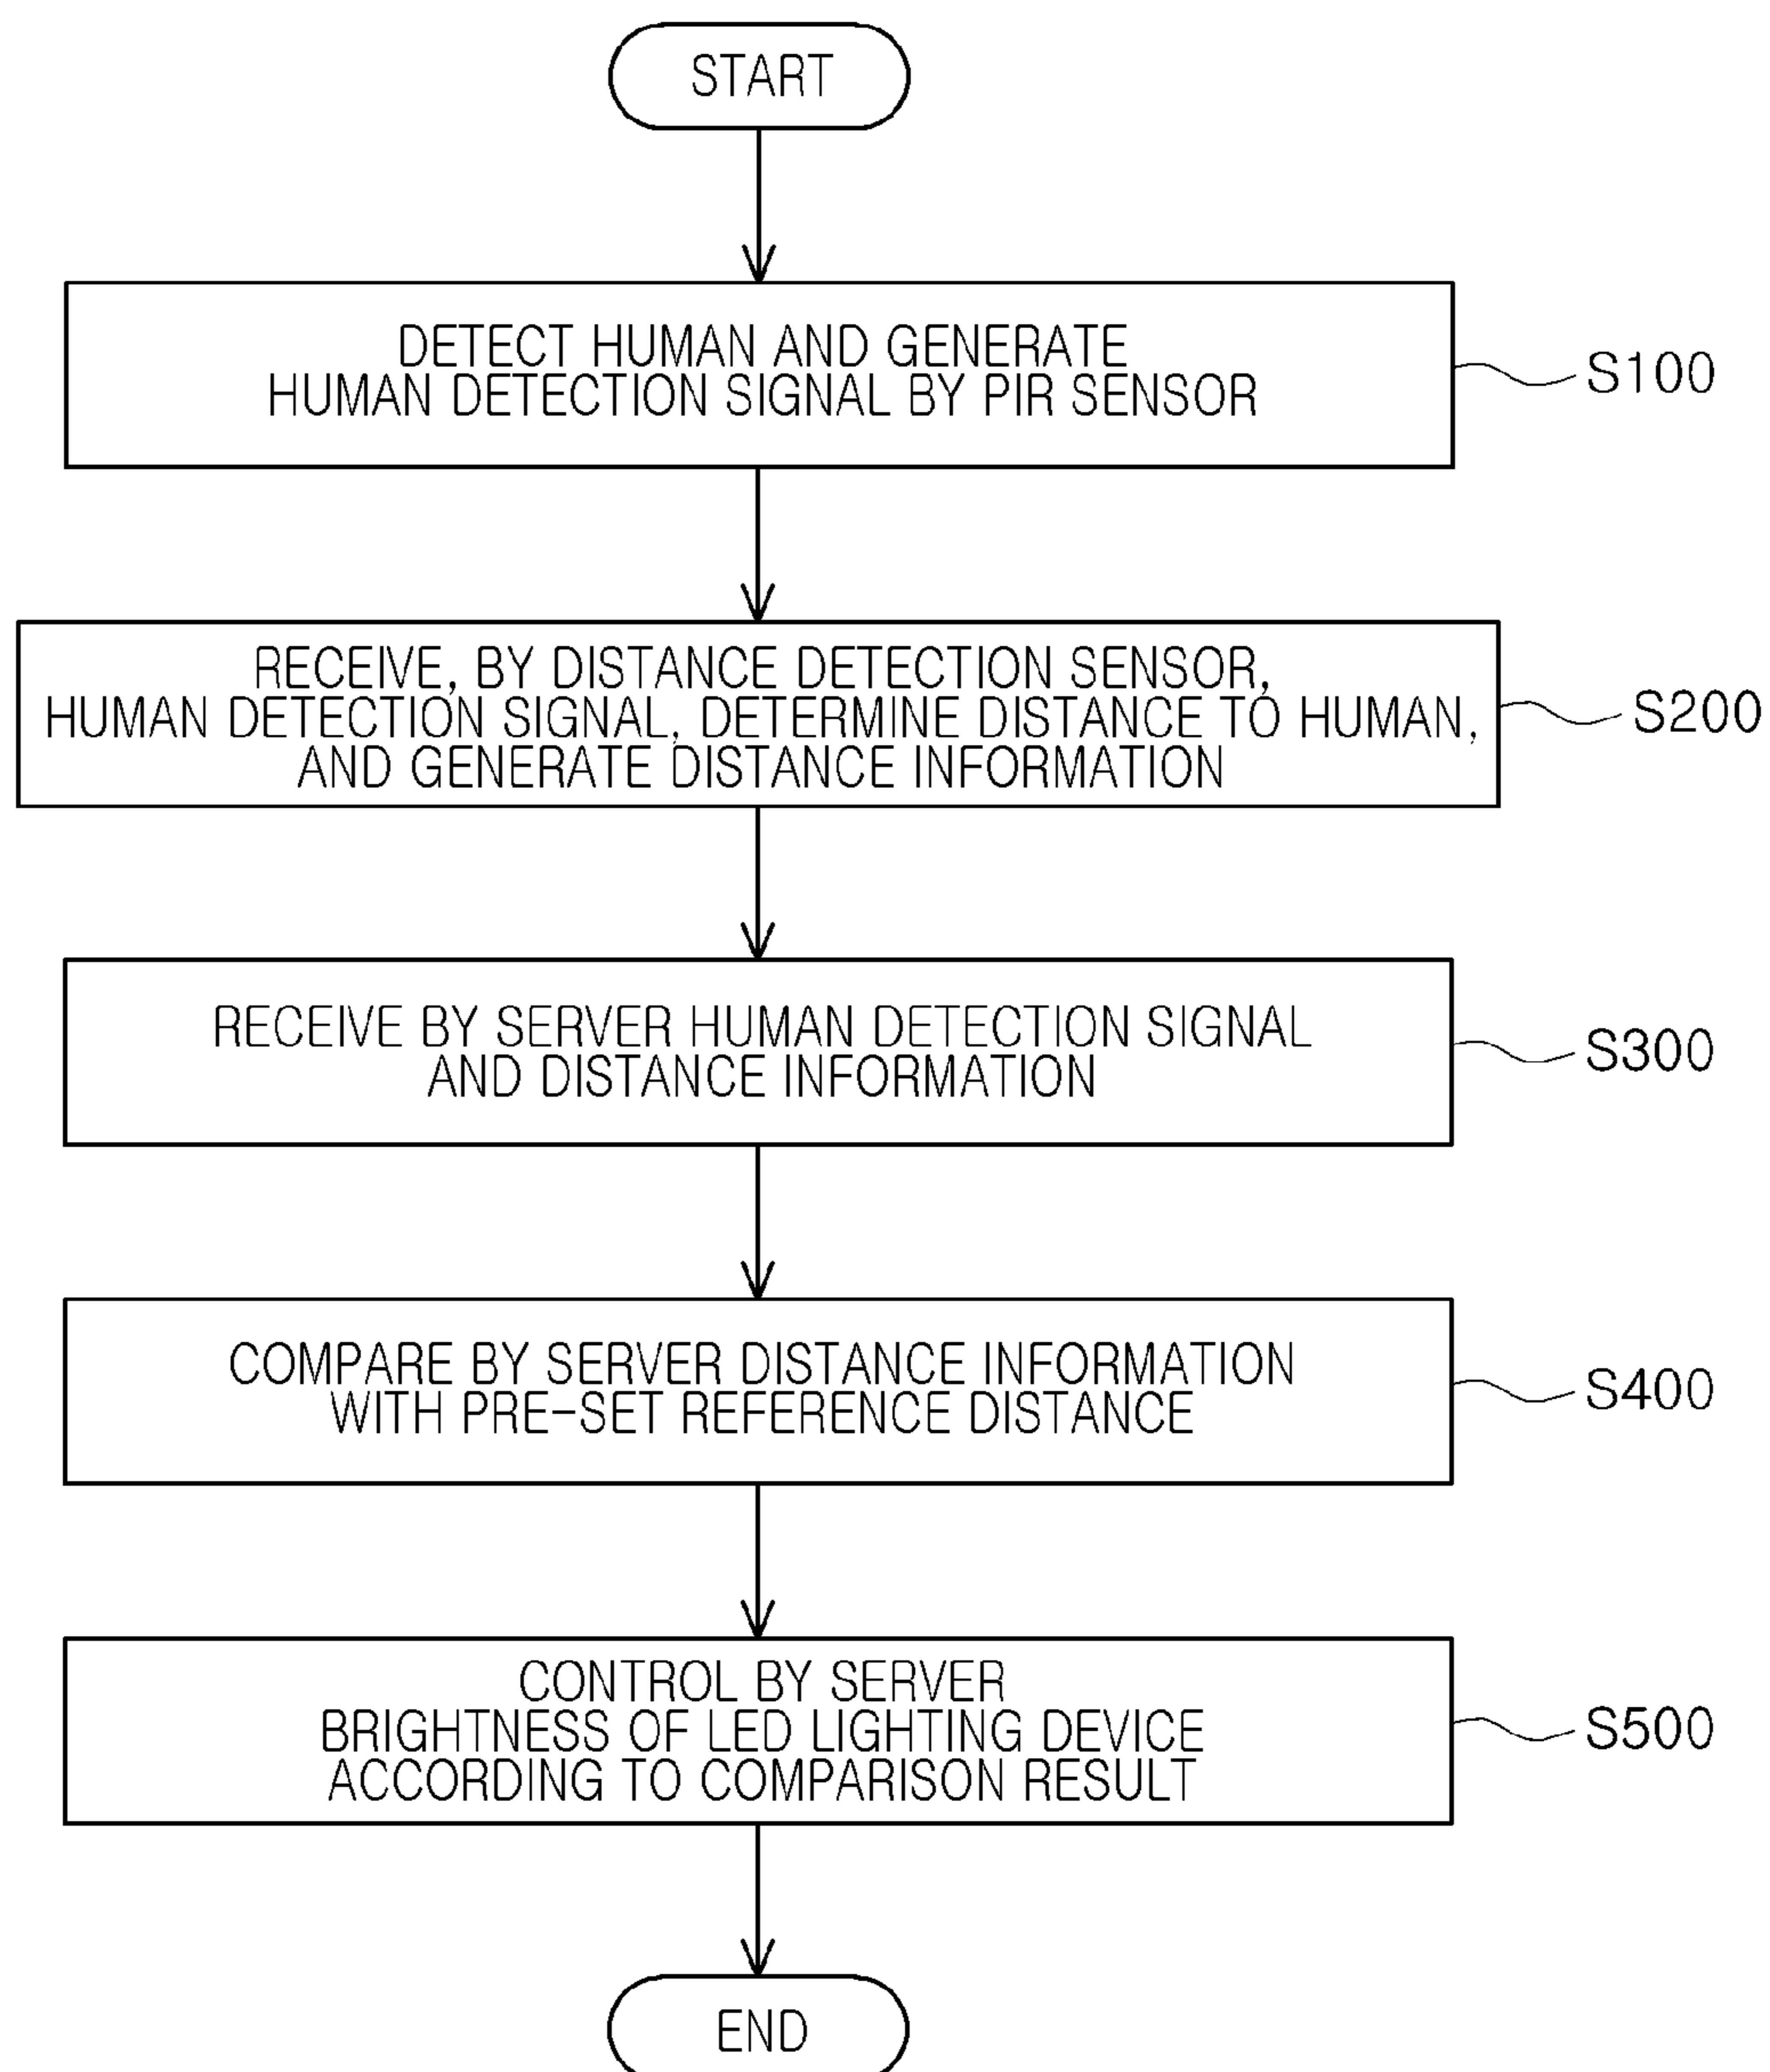 START
DETECT HUMAN AND GENERATE
HUMAN DETECTION SIGNAL BY PIR SENSOR
S100
RECEIVE, BY DISTANCE DETECTION SENSOR,
HUMAN DETECTION SIGNAL, DETERMINE DISTANCE TO HUMAN,
AND GENERATE DISTANCE INFORMATION
S200
RECEIVE BY SERVER HUMAN DETECTION SIGNAL
AND DISTANCE INFORMATION
S300
COMPARE BY SERVER DISTANCE INFORMATION
WITH PRE-SET REFERENCE DISTANCE
S400
CONTROL BY SERVER
BRIGHTNESS OF LED LIGHTING DEVICE
ACCORDING TO COMPARISON RESULT
S500
END